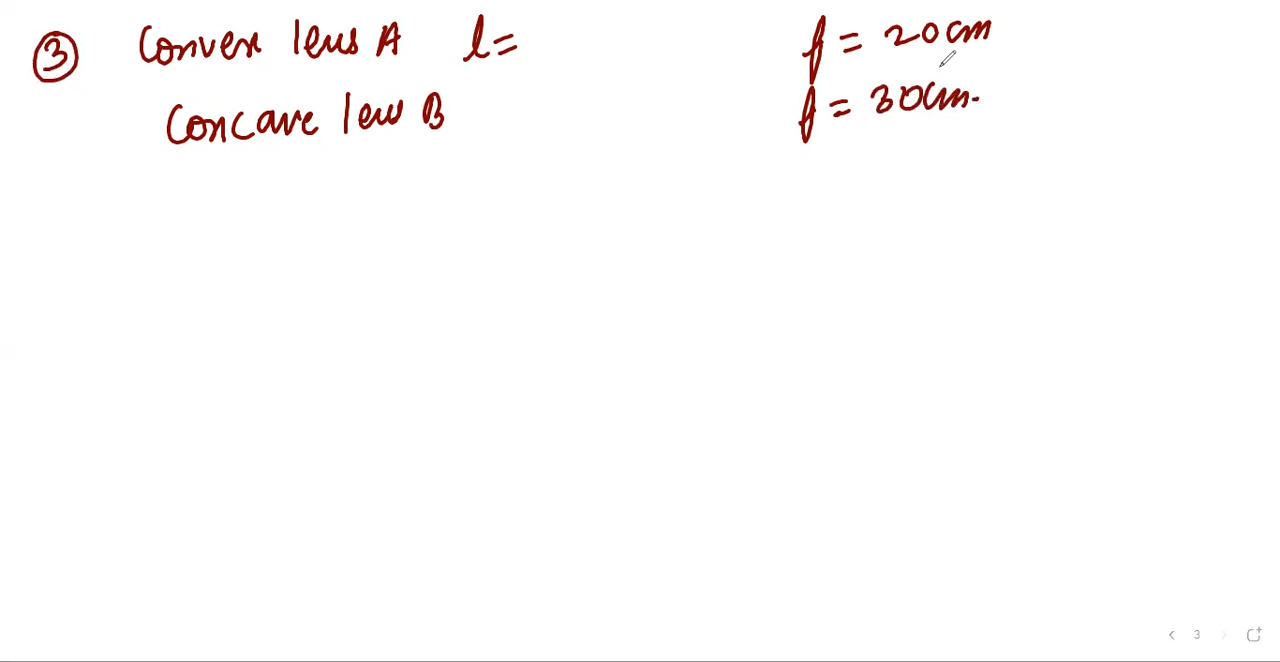 ③ Convex lens A l= f = 20cm
Concave lens B f = 30cm.
3